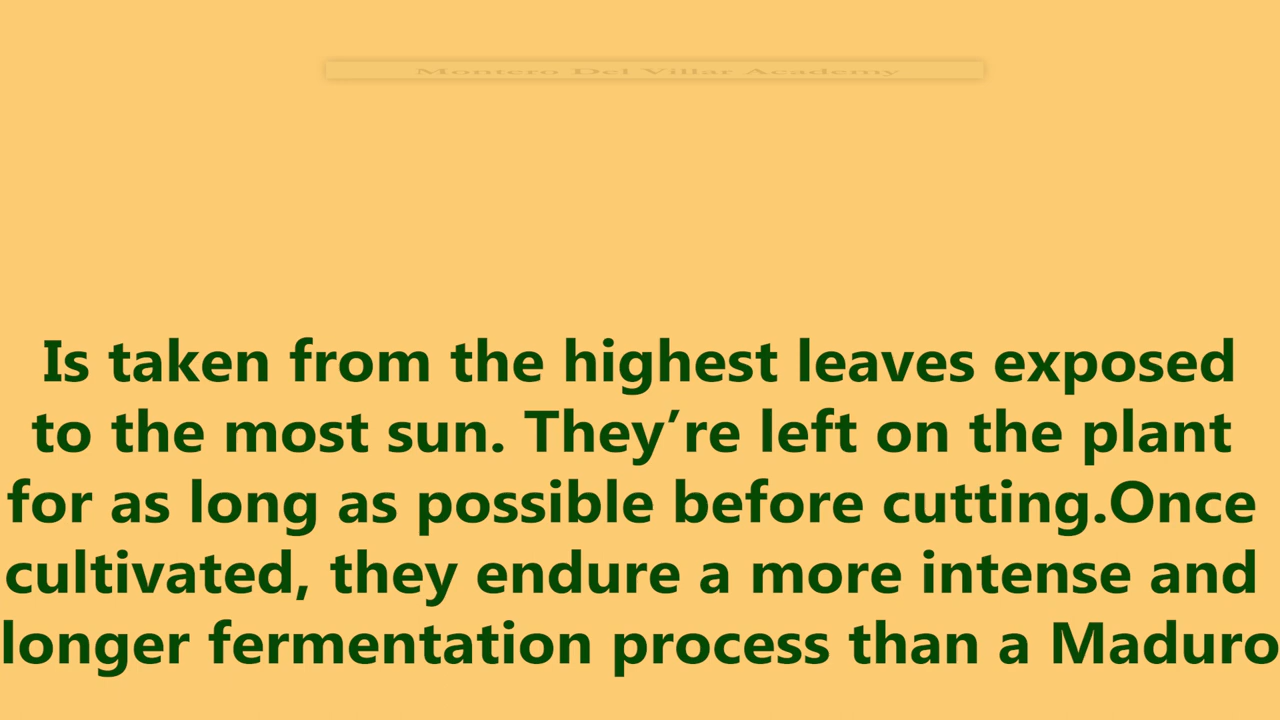 Montero Del Villar Academy
Is taken from the highest leaves exposed
to the most sun. They’re left on the plant
for as long as possible before cutting.Once
cultivated, they endure a more intense and
longer fermentation process than a Maduro